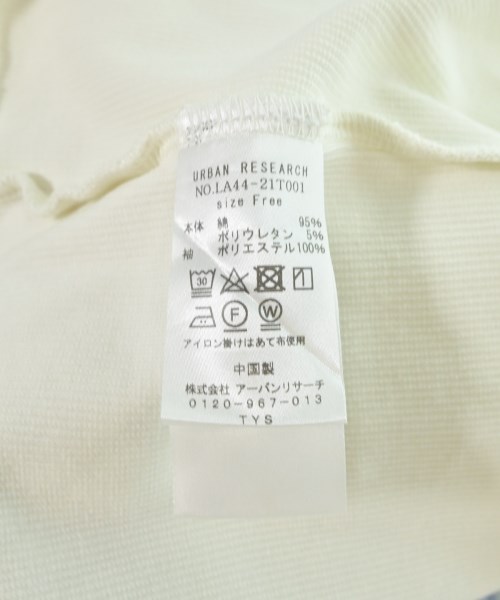 URBAN RESEARCH
NO.LA44-21T001
size Free
本体 綿 95%
ポリウレタン 5%
袖 ポリエステル100%
30
F W
アイロン掛けはあて布使用
中国製
株式会社 アーバンリサーチ
0120-967-013
TYS